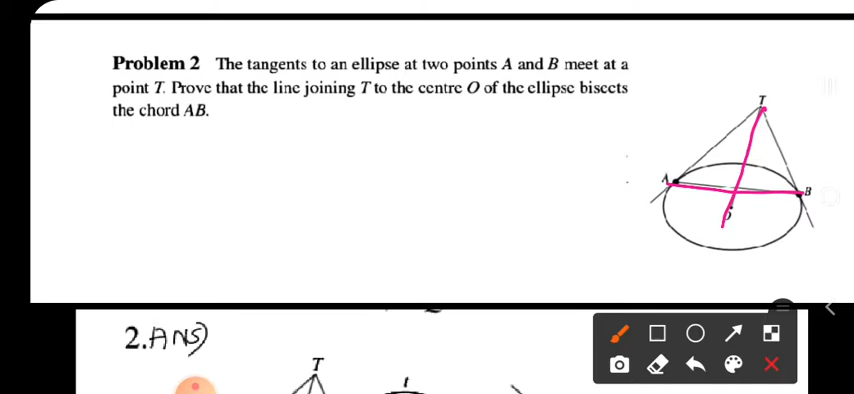 Problem 2 The tangents to an ellipse at two points A and B meet at a
point T. Prove that the line joining T to the centre O of the ellipse bisects
the chord AB.
T
A
B
O
2.ANS)
T
t